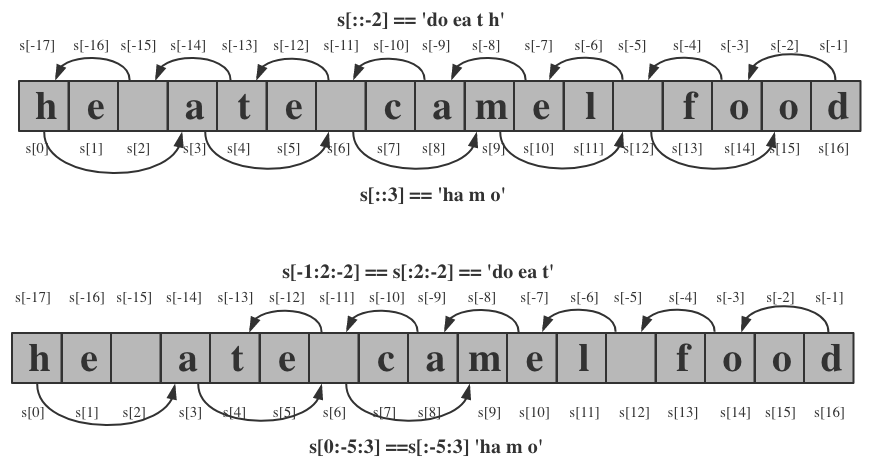 s[::-2] == 'do ea t h'
s[-17] s[-16] s[-15] s[-14] s[-13] s[-12] s[-11] s[-10] s[-9] s[-8] s[-7] s[-6] s[-5] s[-4] s[-3] s[-2] s[-1]
h e a t e c a m e l f o o d
s[0] s[1] s[2] s[3] s[4] s[5] s[6] s[7] s[8] s[9] s[10] s[11] s[12] s[13] s[14] s[15] s[16]
s[::3] == 'ha m o'
s[-1:2:-2] == s[:2:-2] == 'do ea t'
s[-17] s[-16] s[-15] s[-14] s[-13] s[-12] s[-11] s[-10] s[-9] s[-8] s[-7] s[-6] s[-5] s[-4] s[-3] s[-2] s[-1]
h e a t e c a m e l f o o d
s[0] s[1] s[2] s[3] s[4] s[5] s[6] s[7] s[8] s[9] s[10] s[11] s[12] s[13] s[14] s[15] s[16]
s[0:-5:3] ==s[:-5:3] 'ha m o'